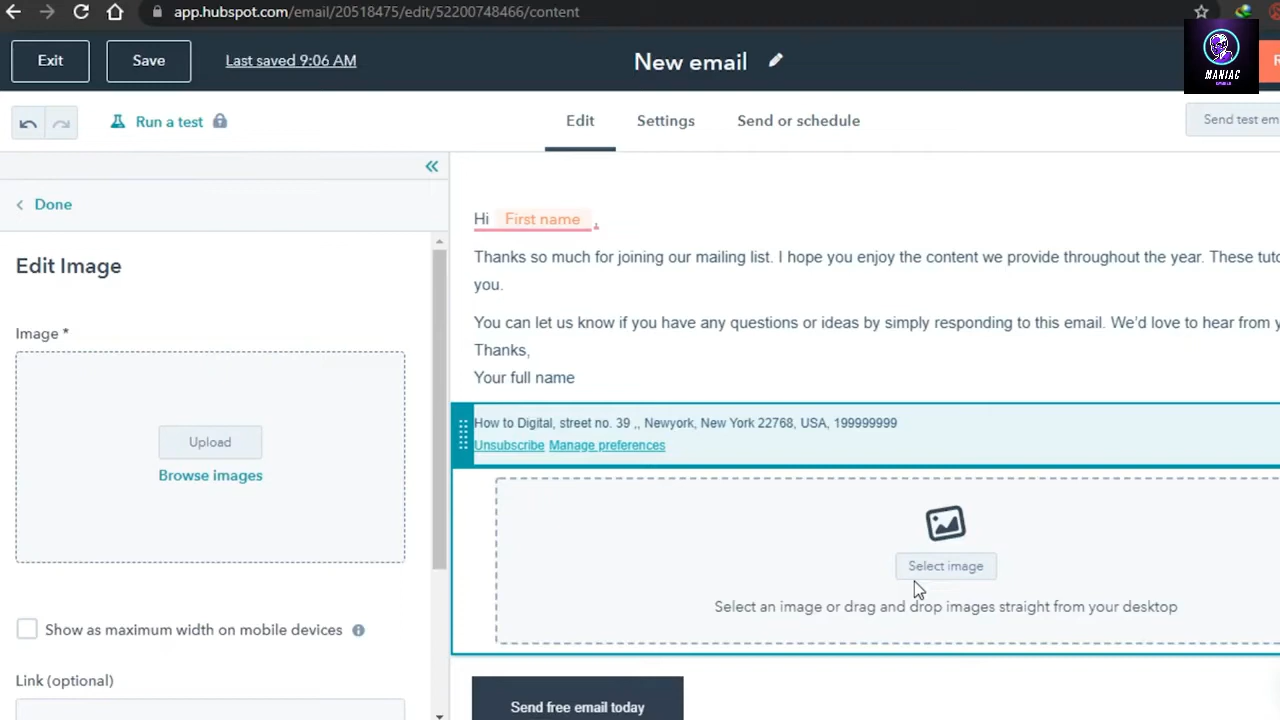 app.hubspot.com/email/20518475/edit/52200748466/content
Exit
Save
Last saved 9:06 AM
New email
MANIAC
R
Run a test
Edit
Settings
Send or schedule
Send test em
Done
Edit Image
Image *
Upload
Browse images
Show as maximum width on mobile devices
Link (optional)
Hi First name ,
Thanks so much for joining our mailing list. I hope you enjoy the content we provide throughout the year. These tuto
you.
You can let us know if you have any questions or ideas by simply responding to this email. We'd love to hear from y
Thanks,
Your full name
How to Digital, street no. 39 ,, Newyork, New York 22768, USA, 199999999
Unsubscribe Manage preferences
Select image
Select an image or drag and drop images straight from your desktop
Send free email today